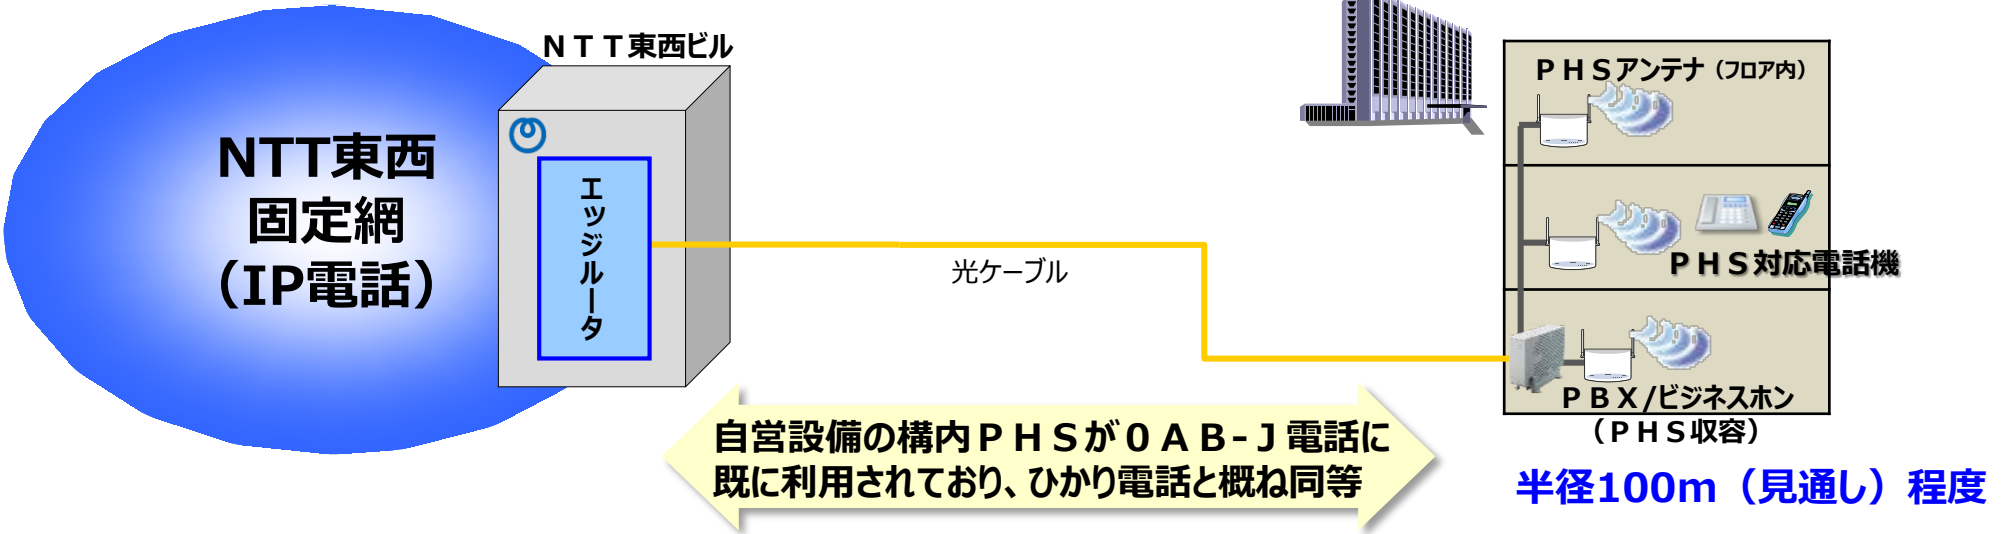 ＮＴＴ東西ビル
NTT東西
固定網
（IP電話）
エッジルータ
光ケーブル
ＰＨＳアンテナ（フロア内）
ＰＨＳ対応電話機
ＰＢＸ/ビジネスホン
（ＰＨＳ収容）
自営設備の構内ＰＨＳが０ＡＢ-Ｊ電話に
既に利用されており、ひかり電話と概ね同等
半径100m（見通し）程度